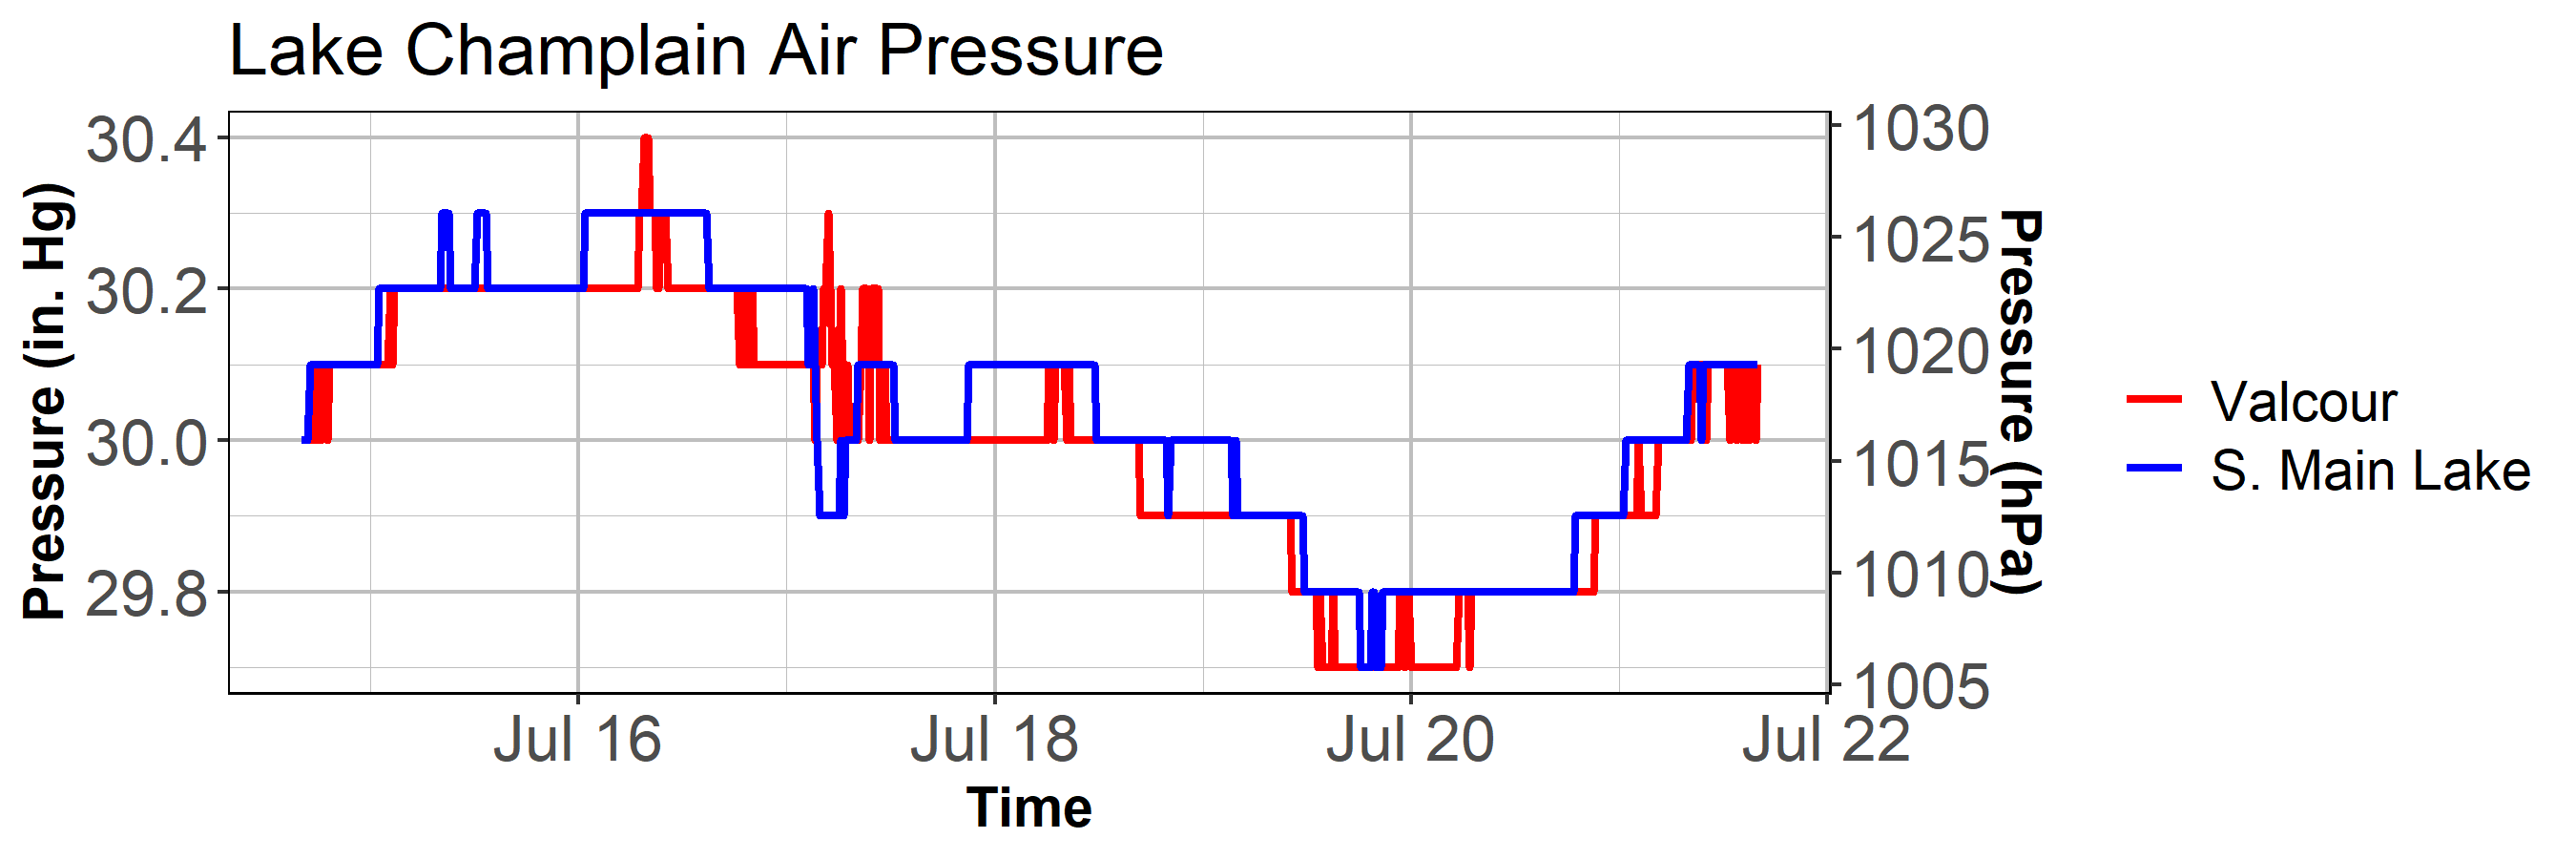 Lake Champlain Air Pressure
Pressure (in. Hg)
30.4
30.2
30.0
29.8
1030
1025
1020
1015
1010
1005
Pressure (hPa)
Jul 16
Jul 18
Jul 20
Jul 22
Time
Valcour
S. Main Lake